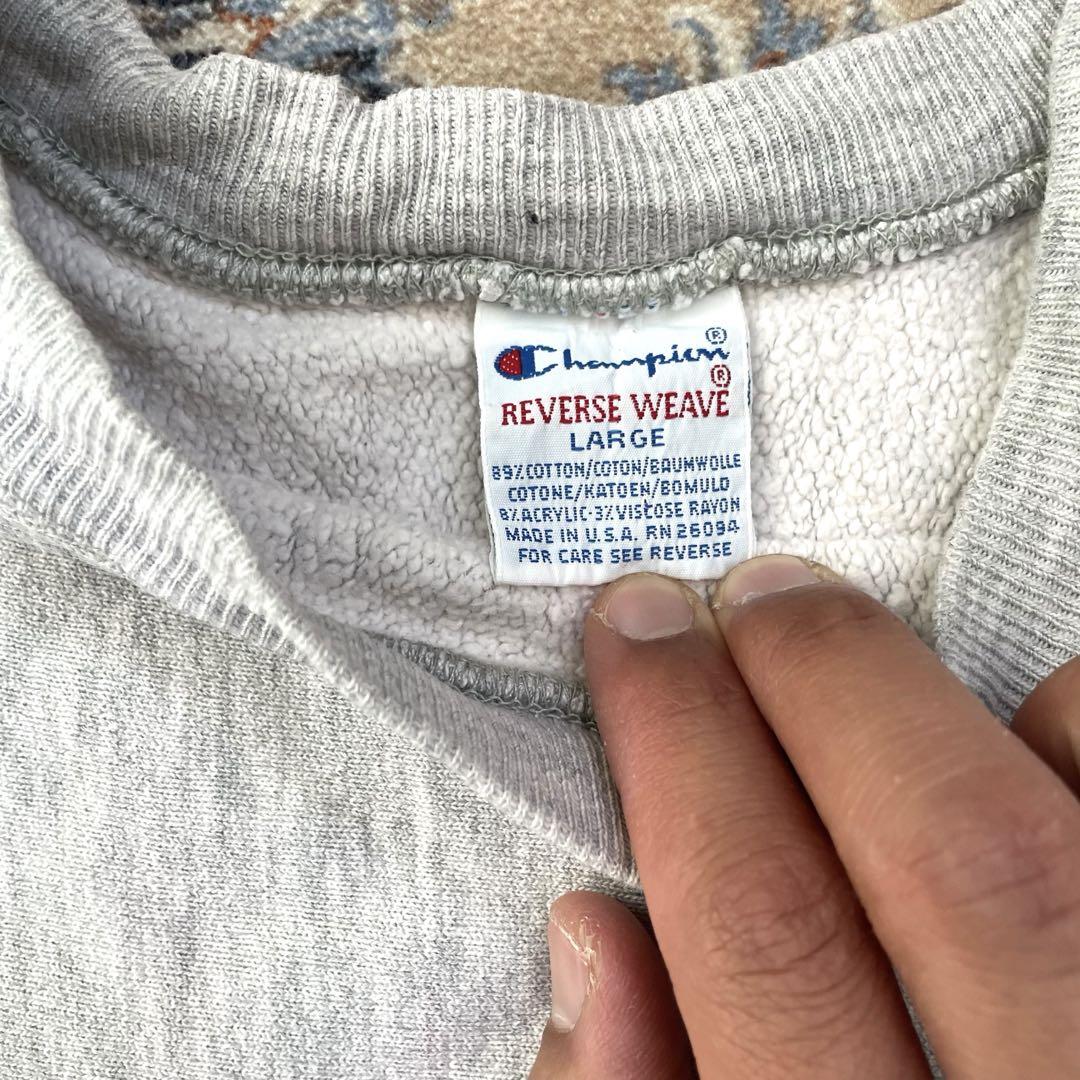 Champion®
REVERSE WEAVE®
LARGE
89% COTTON/COTON/BAUMWOLLE
COTONE/KATOEN/BOMULD
8% ACRYLIC·3% VISCOSE RAYON
MADE IN U.S.A. RN 26094
FOR CARE SEE REVERSE